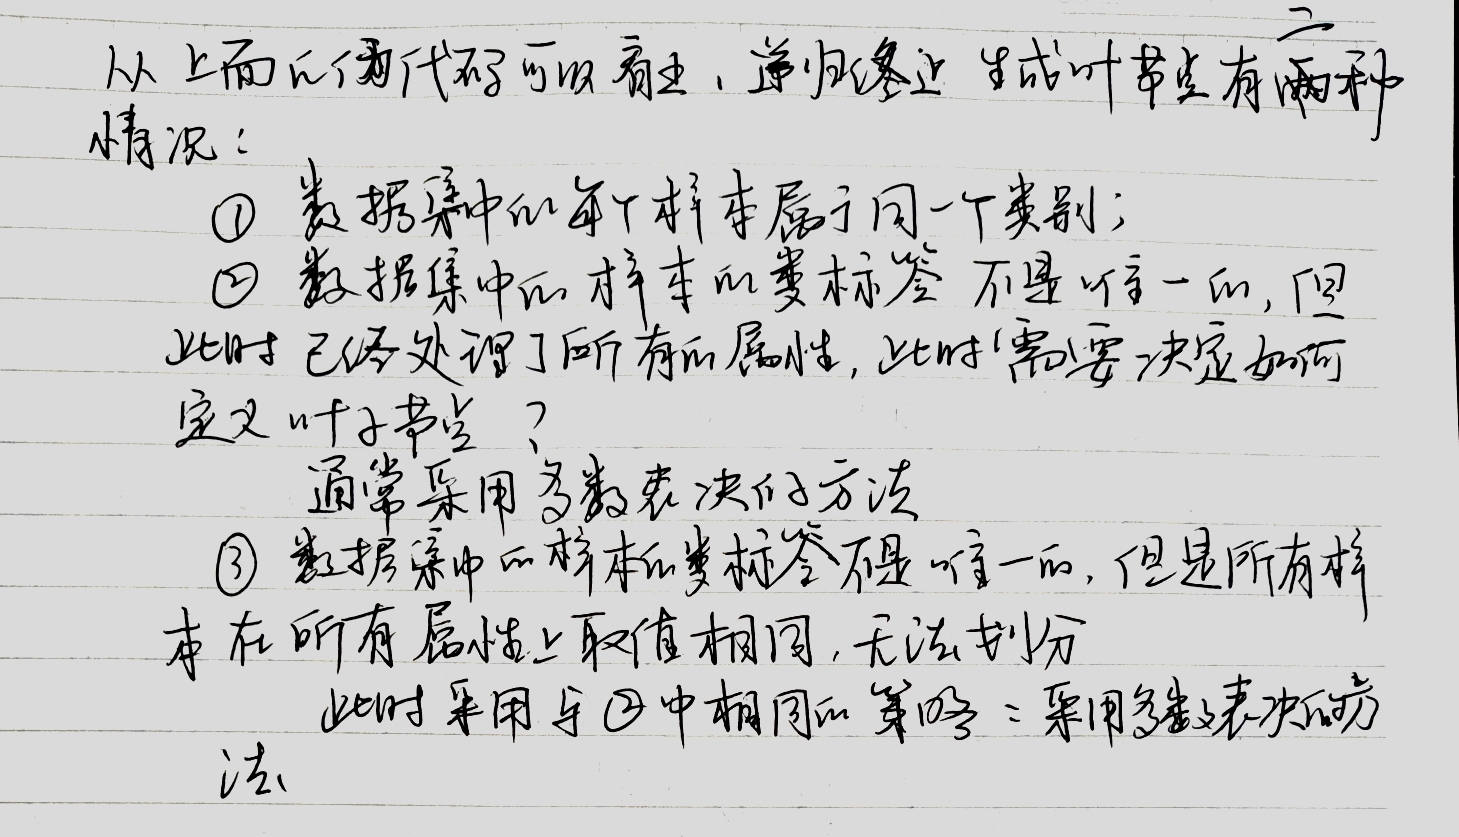 从上面的伪代码可以看出，递归终止生成叶节点有三种
情况：
① 数据集中的每个样本属于同一个类别；
② 数据集中的样本的类标签不是唯一的，但
此时已经处理了所有的属性，此时需要决定如何
定义叶子节点？
通常采用多数表决的方法
③ 数据集中的样本的类标签不是唯一的，但是所有样
本在所有属性上取值相同，无法划分
此时采用与②中相同的策略：采用多数表决的方
法